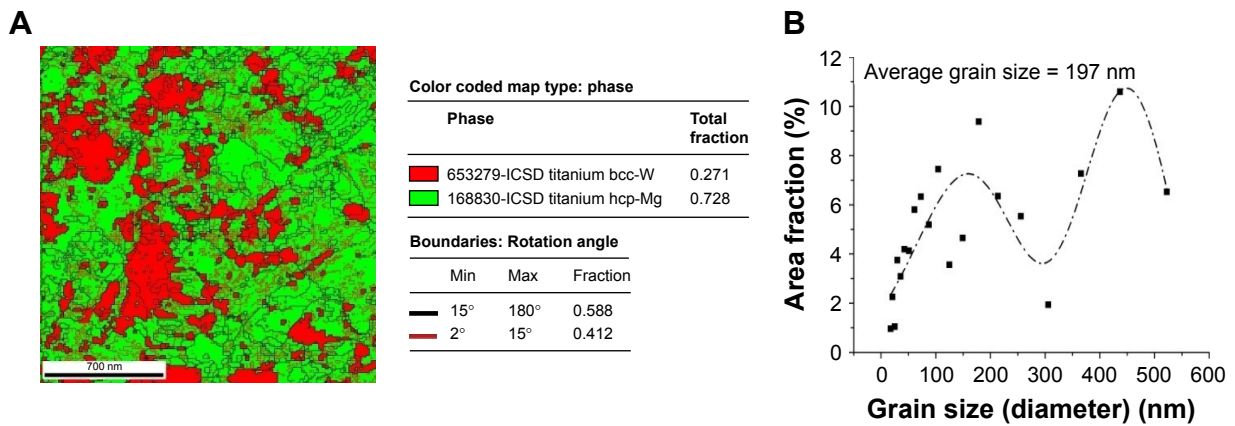 A
700 nm
Color coded map type: phase
Phase Total fraction
653279-ICSD titanium bcc-W 0.271
168830-ICSD titanium hcp-Mg 0.728
Boundaries: Rotation angle
Min Max Fraction
15° 180° 0.588
2° 15° 0.412
B
Average grain size = 197 nm
Area fraction (%)
12
10
8
6
4
2
0
0 100 200 300 400 500 600
Grain size (diameter) (nm)